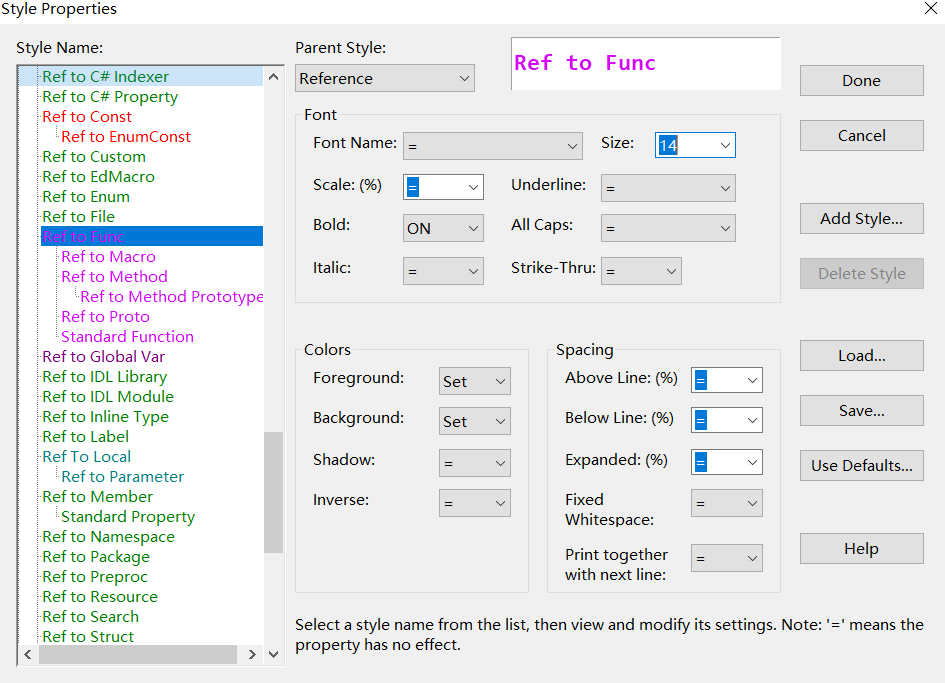 Style Properties
Style Name:
Ref to C# Indexer
Ref to C# Property
Ref to Const
Ref to EnumConst
Ref to Custom
Ref to EdMacro
Ref to Enum
Ref to File
Ref to Func
Ref to Macro
Ref to Method
Ref to Method Prototype
Ref to Proto
Standard Function
Ref to Global Var
Ref to IDL Library
Ref to IDL Module
Ref to Inline Type
Ref to Label
Ref To Local
Ref to Parameter
Ref to Member
Standard Property
Ref to Namespace
Ref to Package
Ref to Preproc
Ref to Resource
Ref to Search
Ref to Struct
Parent Style:
Reference
Ref to Func
Font
Font Name: =
Size: 14
Scale: (%) =
Underline: =
Bold: ON
All Caps: =
Italic: =
Strike-Thru: =
Colors
Foreground: Set
Background: Set
Shadow: =
Inverse: =
Spacing
Above Line: (%) =
Below Line: (%) =
Expanded: (%) =
Fixed
Whitespace: =
Print together
with next line: =
Done
Cancel
Add Style...
Delete Style
Load...
Save...
Use Defaults...
Help
Select a style name from the list, then view and modify its settings. Note: '=' means the
property has no effect.